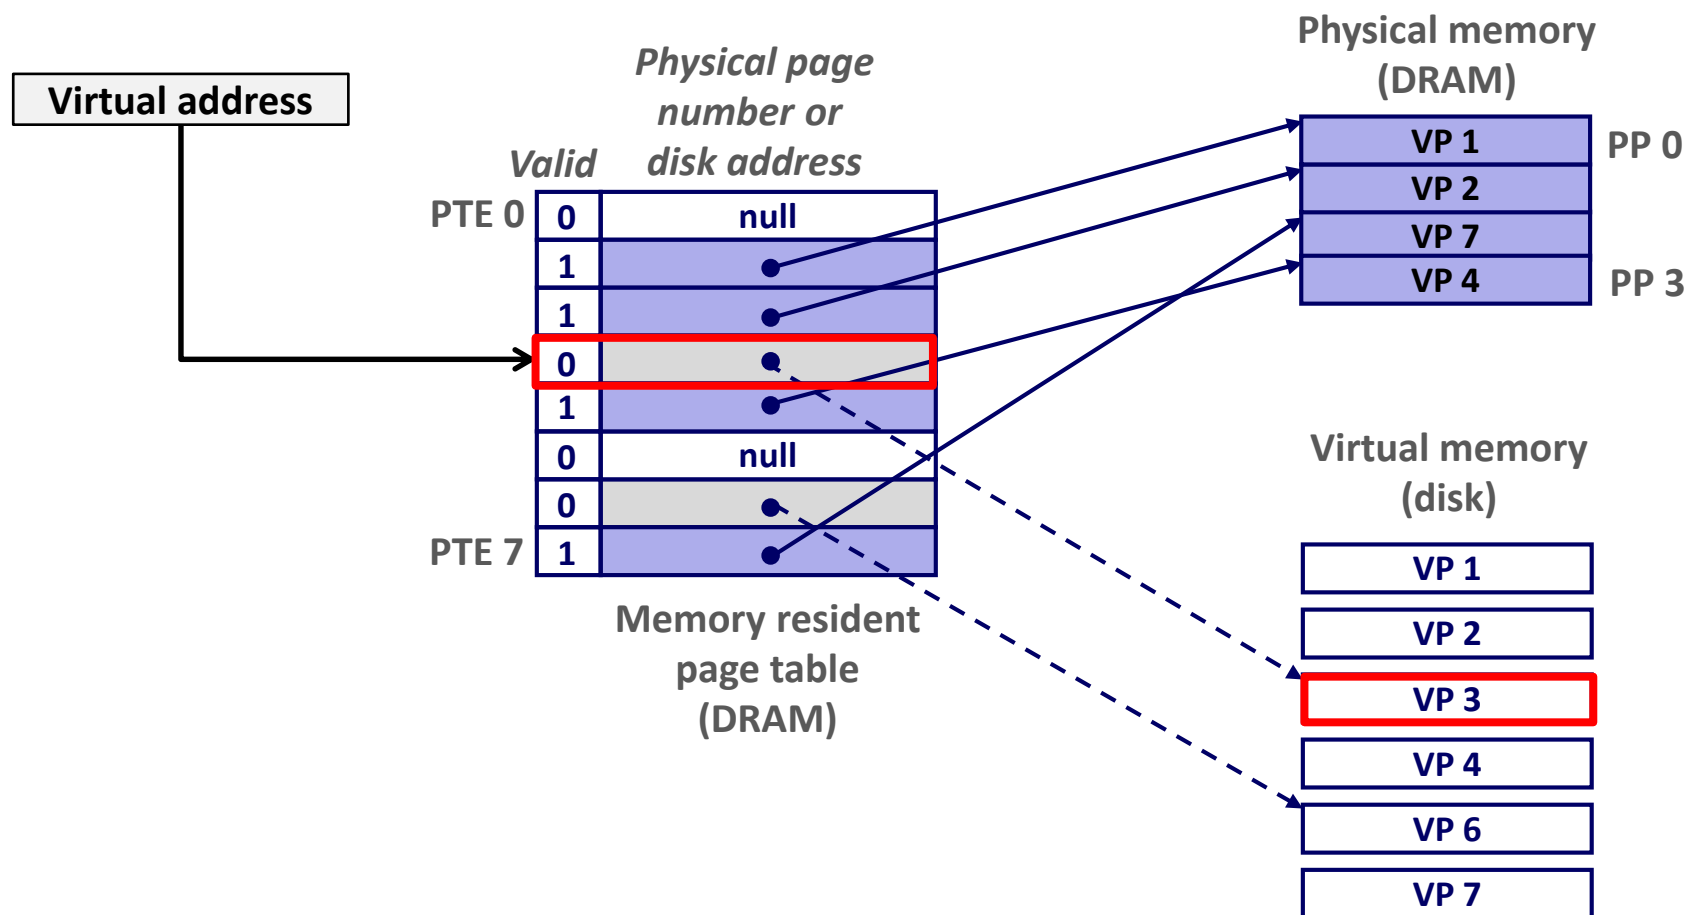 Virtual address
Physical page
number or
disk address
Valid
PTE 0
0
null
1
1
0
1
0
null
0
PTE 7
1
Memory resident
page table
(DRAM)
Physical memory
(DRAM)
VP 1
PP 0
VP 2
VP 7
VP 4
PP 3
Virtual memory
(disk)
VP 1
VP 2
VP 3
VP 4
VP 6
VP 7